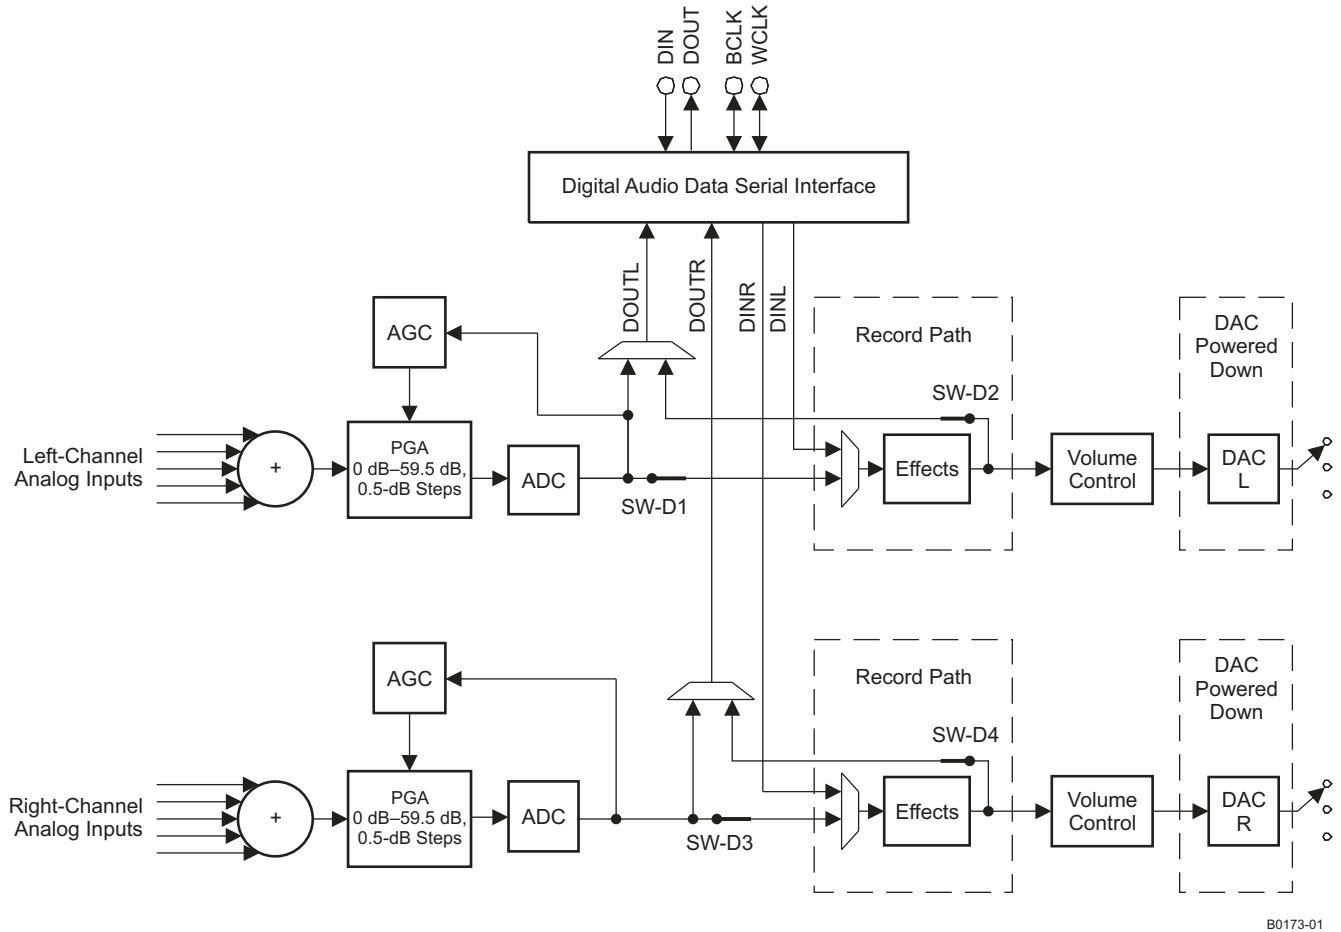 DIN
DOUT
BCLK
WCLK
Digital Audio Data Serial Interface
DOUTL
DOUTR
DINR
DINL
AGC
Record Path
DAC
Powered
Down
SW-D2
Left-Channel
Analog Inputs
+
PGA
0 dB–59.5 dB,
0.5-dB Steps
ADC
SW-D1
Effects
Volume
Control
DAC
L
AGC
Record Path
DAC
Powered
Down
SW-D4
Right-Channel
Analog Inputs
+
PGA
0 dB–59.5 dB,
0.5-dB Steps
ADC
SW-D3
Effects
Volume
Control
DAC
R
B0173-01